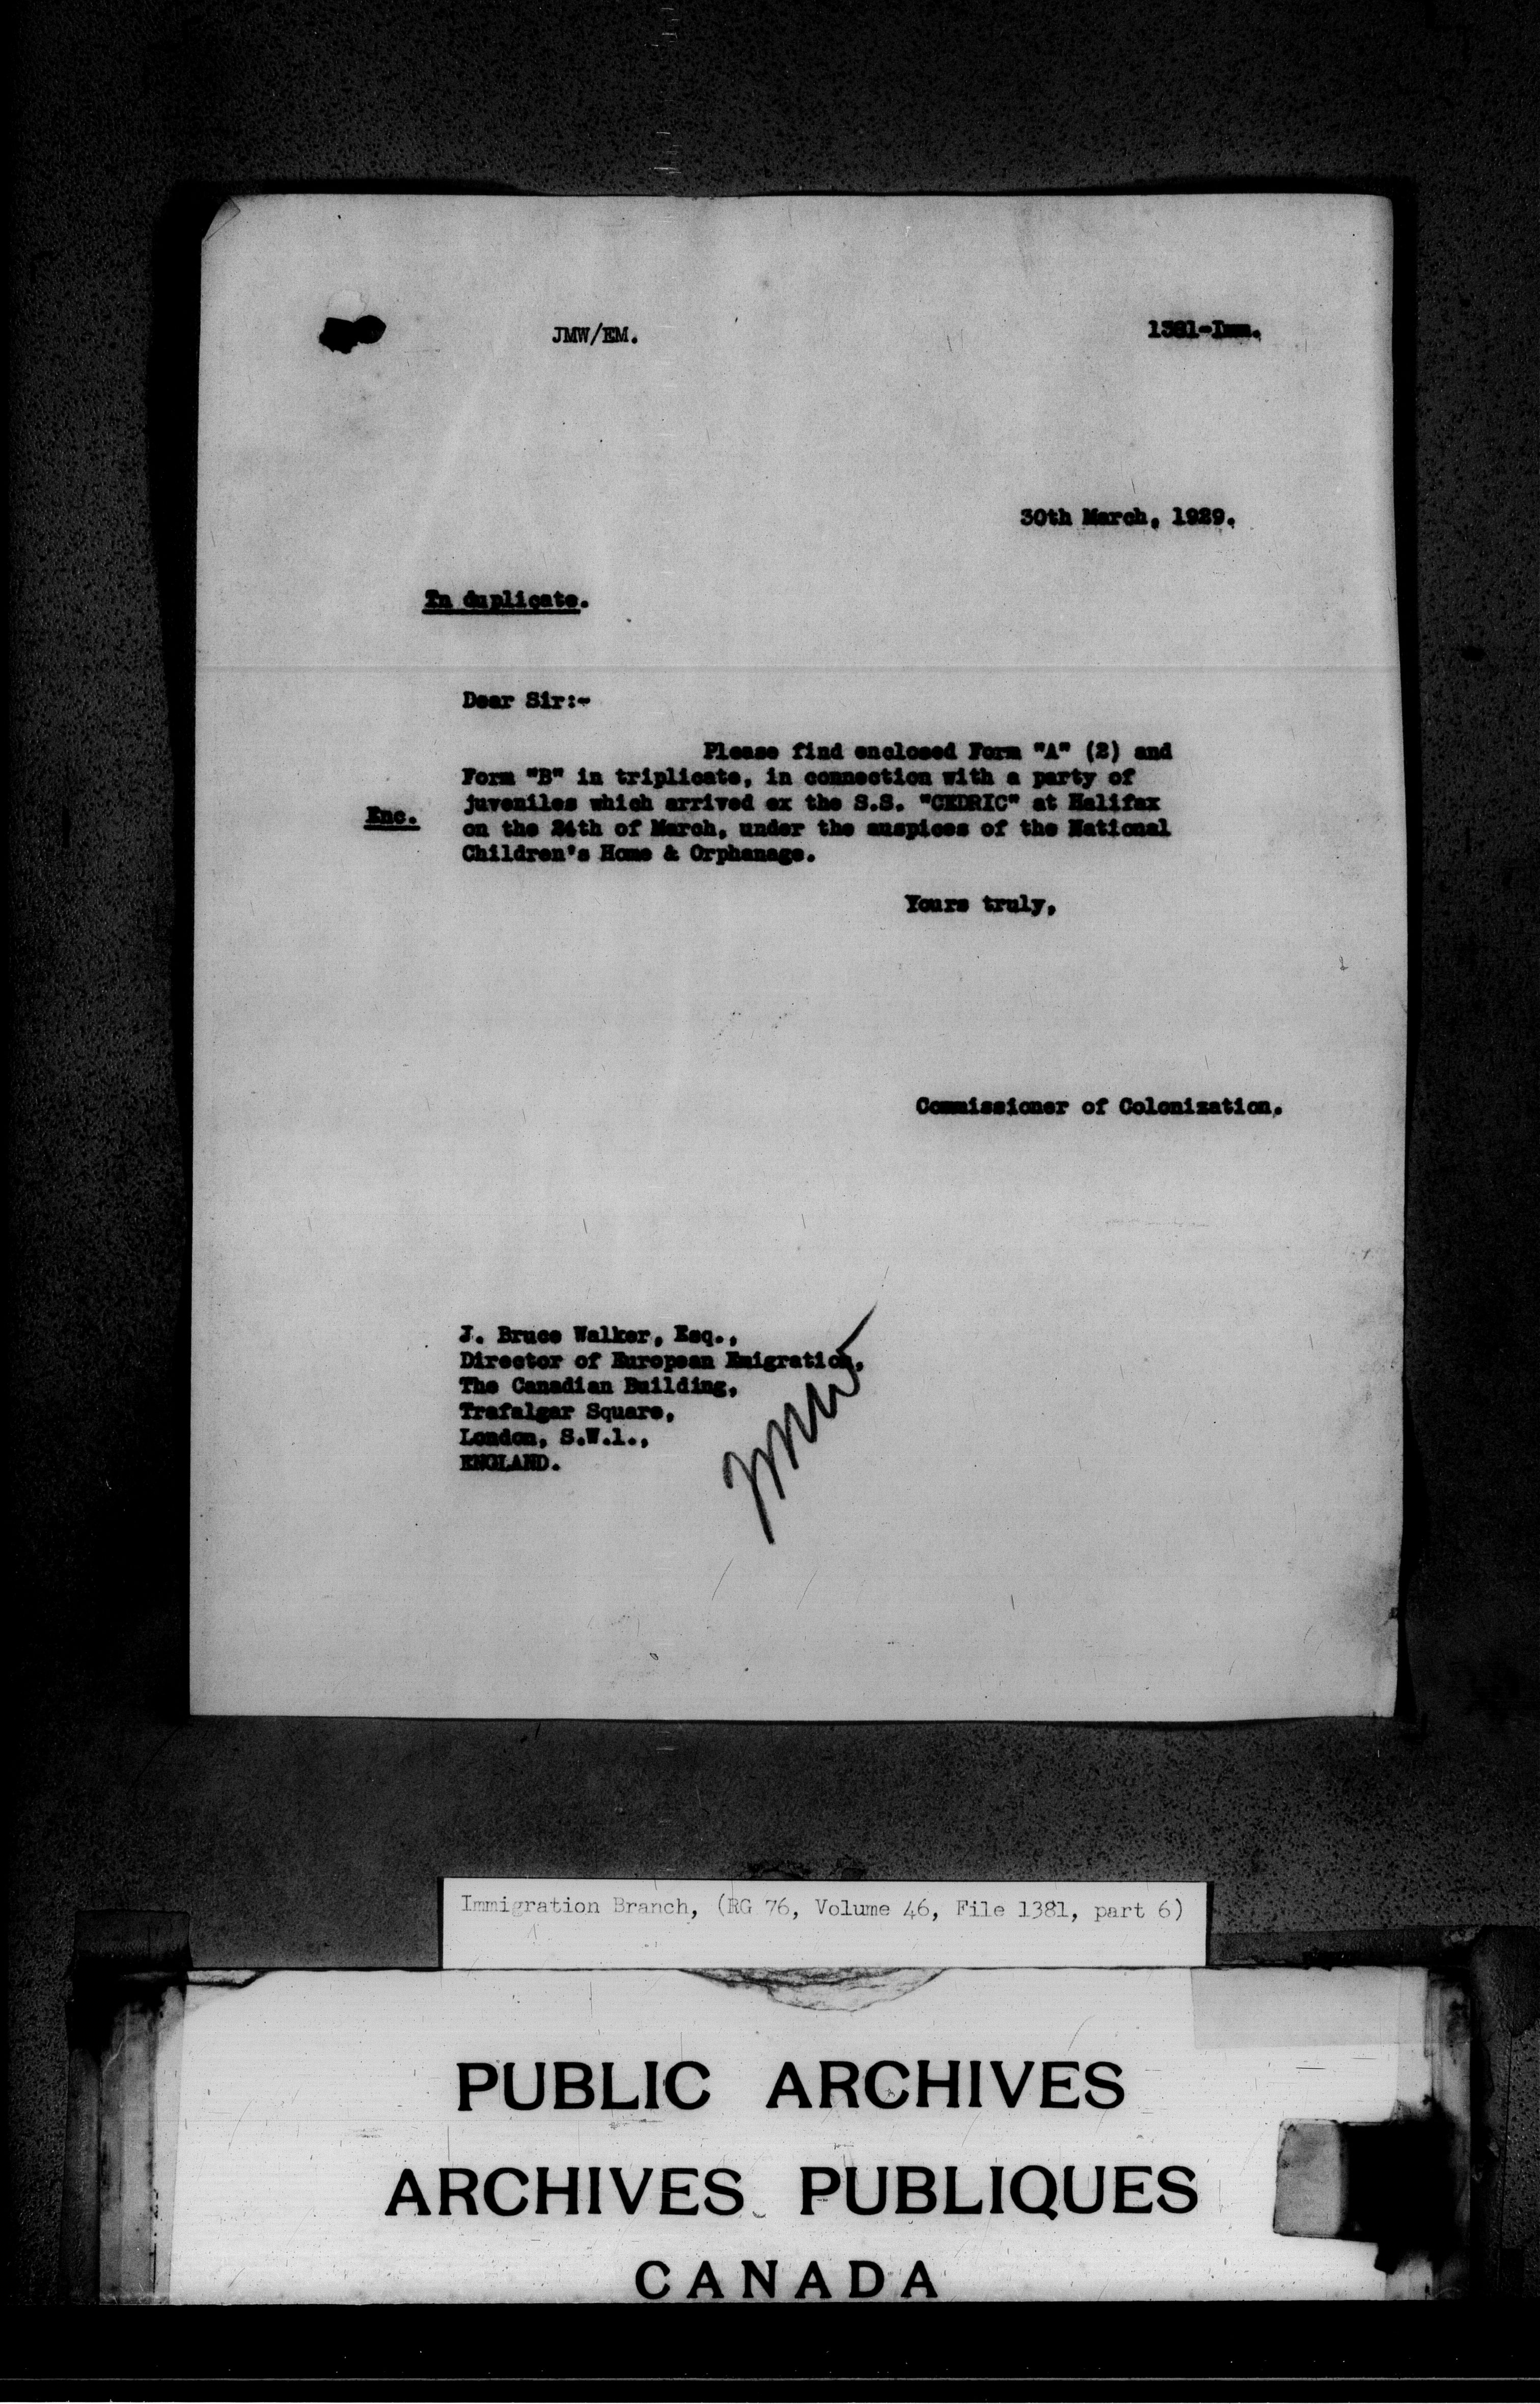 JMW/EM.
1381-Imm.
30th March, 1929.
In duplicate.
Dear Sir:-
Please find enclosed Form "A" (2) and
Form "B" in triplicate, in connection with a party of
juveniles which arrived ex the S.S. "CEDRIC" at Halifax
Enc.
on the 24th of March, under the auspices of the National
Children's Home & Orphanage.
Yours truly,
Commissioner of Colonization.
J. Bruce Walker, Esq.,
Director of European Emigration,
The Canadian Building,
Trafalgar Square,
London, S.W.1.,
ENGLAND.
JMW
Immigration Branch, (RG 76, Volume 46, File 1381, part 6)
PUBLIC ARCHIVES
ARCHIVES PUBLIQUES
CANADA